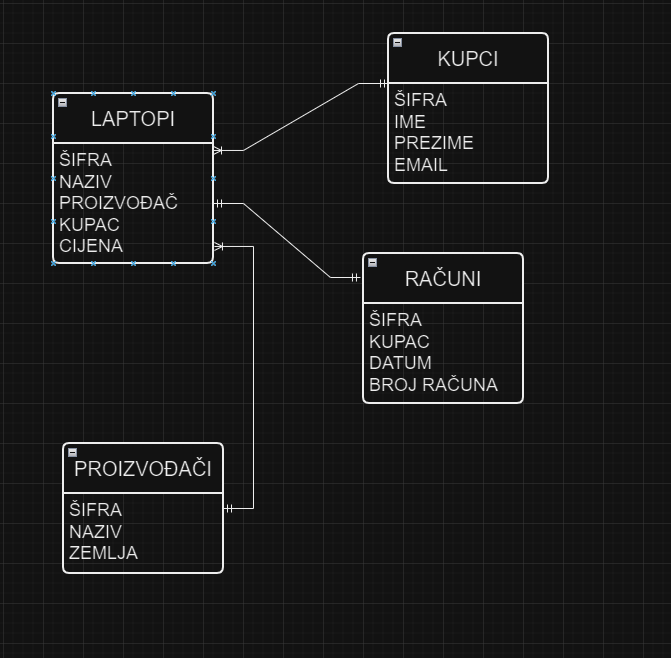 LAPTOPI
ŠIFRA
NAZIV
PROIZVOĐAČ
KUPAC
CIJENA
KUPCI
ŠIFRA
IME
PREZIME
EMAIL
RAČUNI
ŠIFRA
KUPAC
DATUM
BROJ RAČUNA
PROIZVOĐAČI
ŠIFRA
NAZIV
ZEMLJA